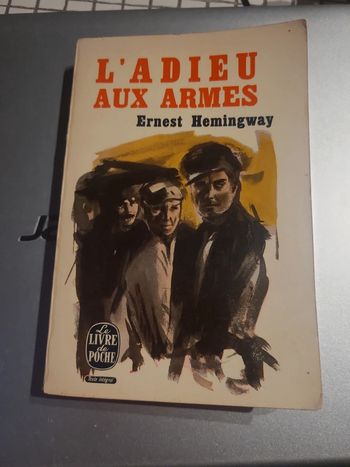 L'ADIEU
AUX ARMES
Ernest Hemingway
Le
LIVRE
de
POCHE
Texte intégral